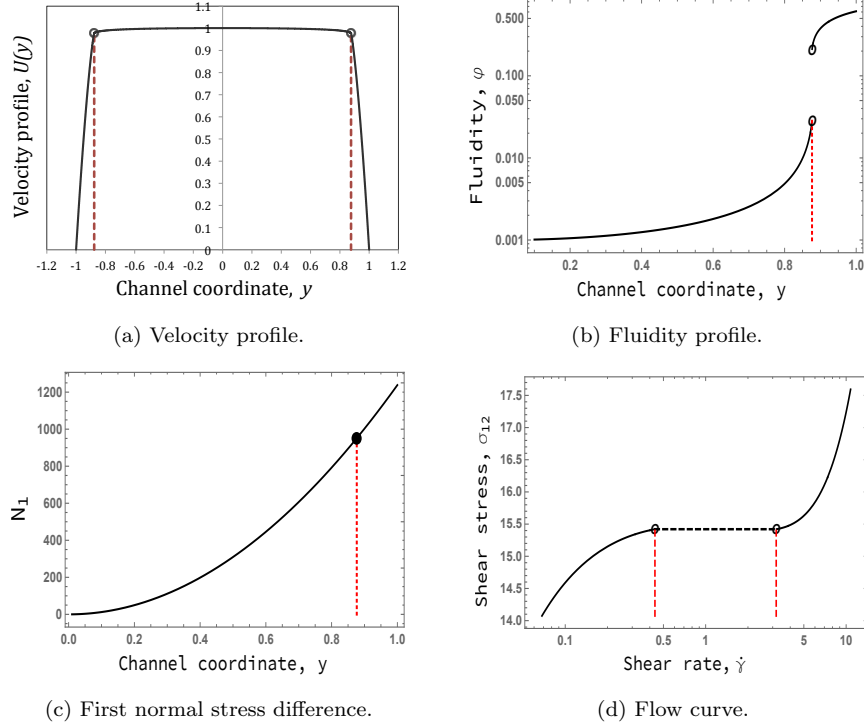 Velocity profile, U(y)
1.1
1
0.9
0.8
0.7
0.6
0.5
0.4
0.3
0.2
0.1
0
-1.2 -1 -0.8 -0.6 -0.4 -0.2 0 0.2 0.4 0.6 0.8 1 1.2
Channel coordinate, y
(a) Velocity profile.
Fluidity, φ
0.500
0.100
0.050
0.010
0.005
0.001
0.2 0.4 0.6 0.8 1.0
Channel coordinate, y
(b) Fluidity profile.
N1
1200
1000
800
600
400
200
0
0.0 0.2 0.4 0.6 0.8 1.0
Channel coordinate, y
(c) First normal stress difference.
Shear stress, σ12
17.5
17.0
16.5
16.0
15.5
15.0
14.5
14.0
0.1 0.5 1 5 10
Shear rate, γ̇
(d) Flow curve.